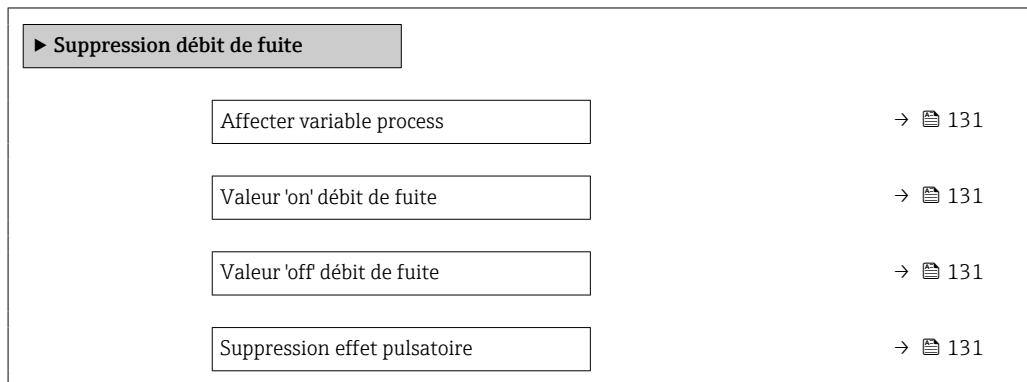 ▶ Suppression débit de fuite
Affecter variable process → 131
Valeur 'on' débit de fuite → 131
Valeur 'off' débit de fuite → 131
Suppression effet pulsatoire → 131